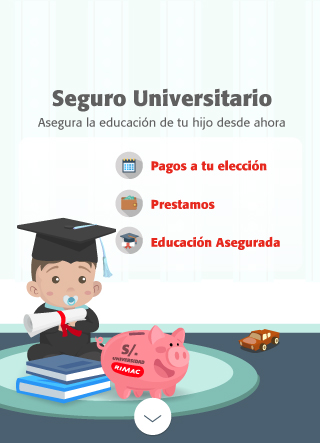 Seguro Universitario
Asegura la educación de tu hijo desde ahora
Pagos a tu elección
Prestamos
Educación Asegurada
S/.
UNIVERSIDAD
RIMAC